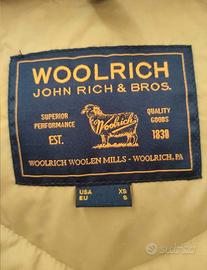 WOOLRICH
JOHN RICH & BROS.
SUPERIOR
PERFORMANCE
QUALITY
GOODS
Woolrich
EST.
1830
WOOLRICH WOOLEN MILLS - WOOLRICH, PA
USA XS
EU S
subito